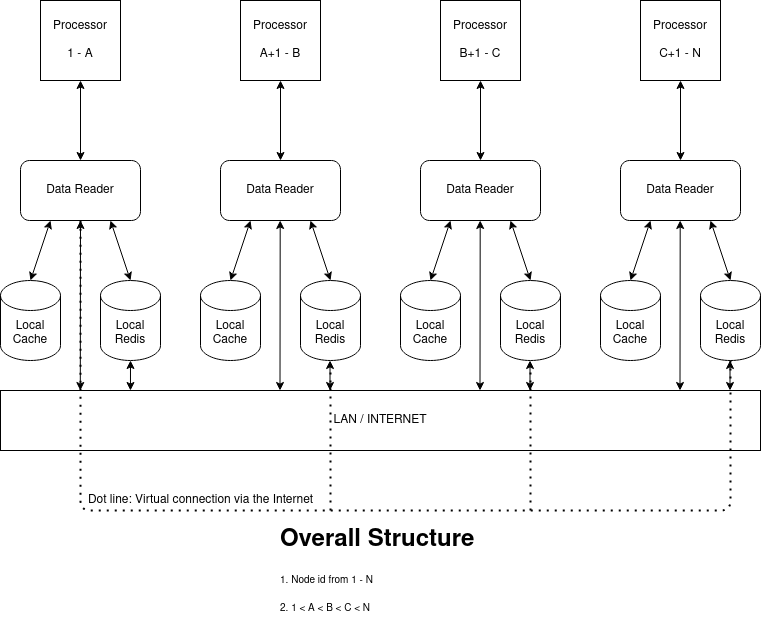 Processor
1 - A
Processor
A+1 - B
Processor
B+1 - C
Processor
C+1 - N
Data Reader
Data Reader
Data Reader
Data Reader
Local
Cache
Local
Redis
Local
Cache
Local
Redis
Local
Cache
Local
Redis
Local
Cache
Local
Redis
LAN / INTERNET
Dot line: Virtual connection via the Internet
Overall Structure
1. Node id from 1 - N
2. 1 < A < B < C < N